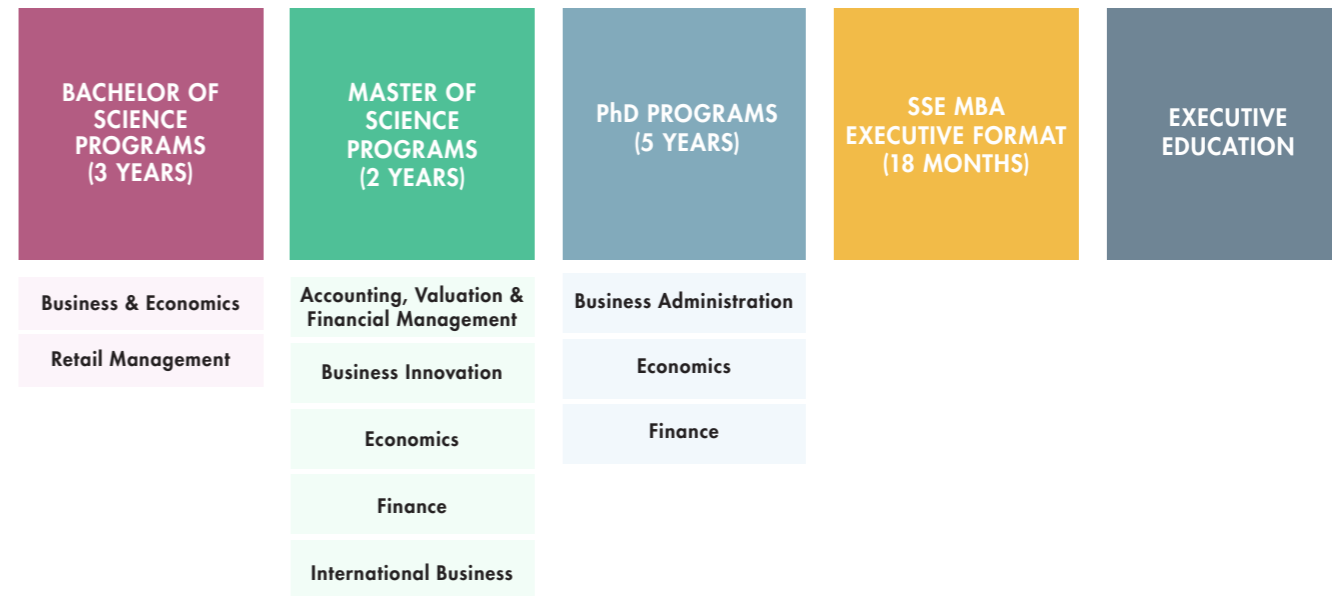 BACHELOR OF
SCIENCE
PROGRAMS
(3 YEARS)
MASTER OF
SCIENCE
PROGRAMS
(2 YEARS)
PhD PROGRAMS
(5 YEARS)
SSE MBA
EXECUTIVE FORMAT
(18 MONTHS)
EXECUTIVE
EDUCATION
Business & Economics
Retail Management
Accounting, Valuation &
Financial Management
Business Innovation
Economics
Finance
International Business
Business Administration
Economics
Finance